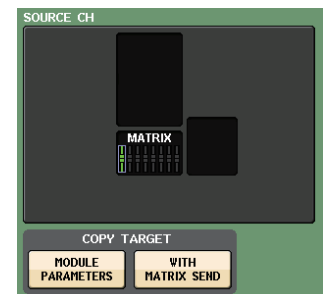 SOURCE CH
MATRIX
COPY TARGET
MODULE
PARAMETERS
WITH
MATRIX SEND